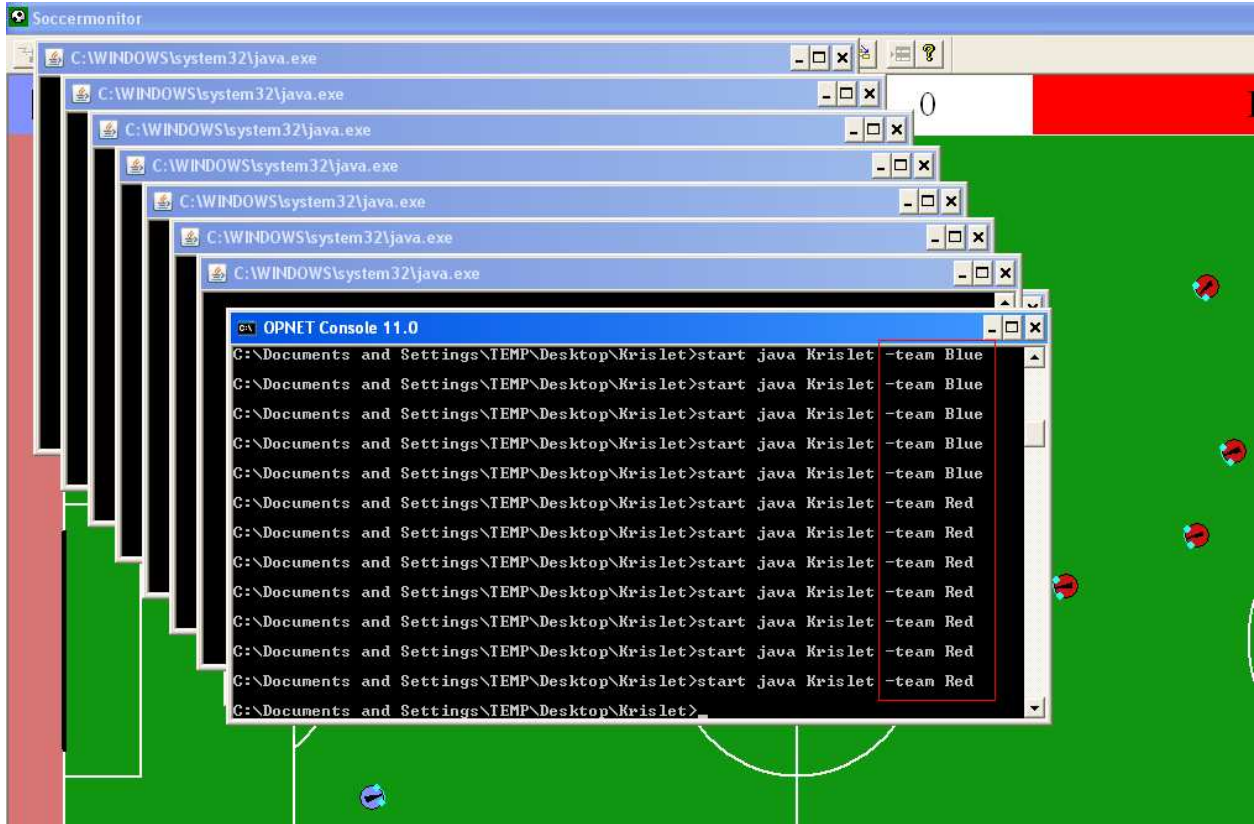 Soccermonitor
C:\WINDOWS\system32\java.exe
C:\WINDOWS\system32\java.exe
0
C:\WINDOWS\system32\java.exe
C:\WINDOWS\system32\java.exe
C:\WINDOWS\system32\java.exe
C:\WINDOWS\system32\java.exe
C:\WINDOWS\system32\java.exe
OPNET Console 11.0
C:\Documents and Settings\TEMP\Desktop\Krislet>start java Krislet -team Blue
C:\Documents and Settings\TEMP\Desktop\Krislet>start java Krislet -team Blue
C:\Documents and Settings\TEMP\Desktop\Krislet>start java Krislet -team Blue
C:\Documents and Settings\TEMP\Desktop\Krislet>start java Krislet -team Blue
C:\Documents and Settings\TEMP\Desktop\Krislet>start java Krislet -team Blue
C:\Documents and Settings\TEMP\Desktop\Krislet>start java Krislet -team Red
C:\Documents and Settings\TEMP\Desktop\Krislet>start java Krislet -team Red
C:\Documents and Settings\TEMP\Desktop\Krislet>start java Krislet -team Red
C:\Documents and Settings\TEMP\Desktop\Krislet>start java Krislet -team Red
C:\Documents and Settings\TEMP\Desktop\Krislet>start java Krislet -team Red
C:\Documents and Settings\TEMP\Desktop\Krislet>start java Krislet -team Red
C:\Documents and Settings\TEMP\Desktop\Krislet>start java Krislet -team Red
C:\Documents and Settings\TEMP\Desktop\Krislet>_